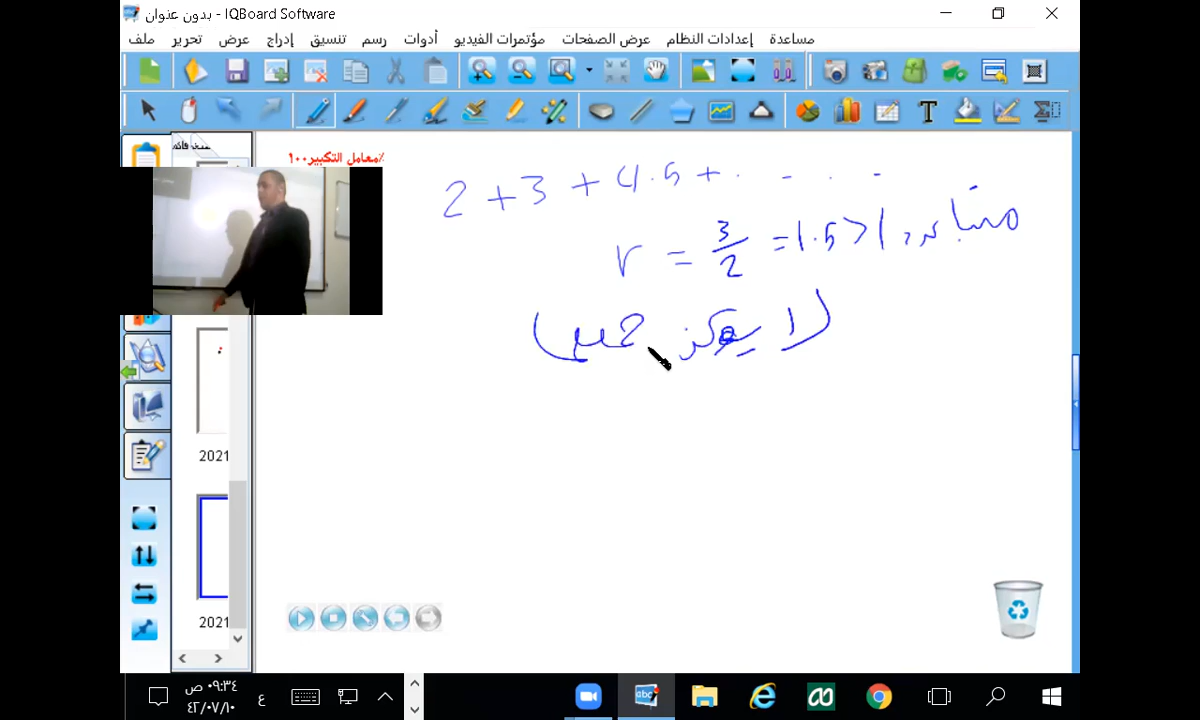 بدون عنوان - IQBoard Software
ملف تحرير عرض إدراج تنسيق رسم أدوات مؤتمرات الفيديو عرض الصفحات إعدادات النظام مساعدة
معامل التكبير١٠٠٪
2 + 3 + 4.5 + . - . . -
r = 3/2 = 1.5 > 1
(لا يمكن جمع)
2021
2021
٠٩:٣٤ ص
٤٢/٠٧/١٠
ع
abc